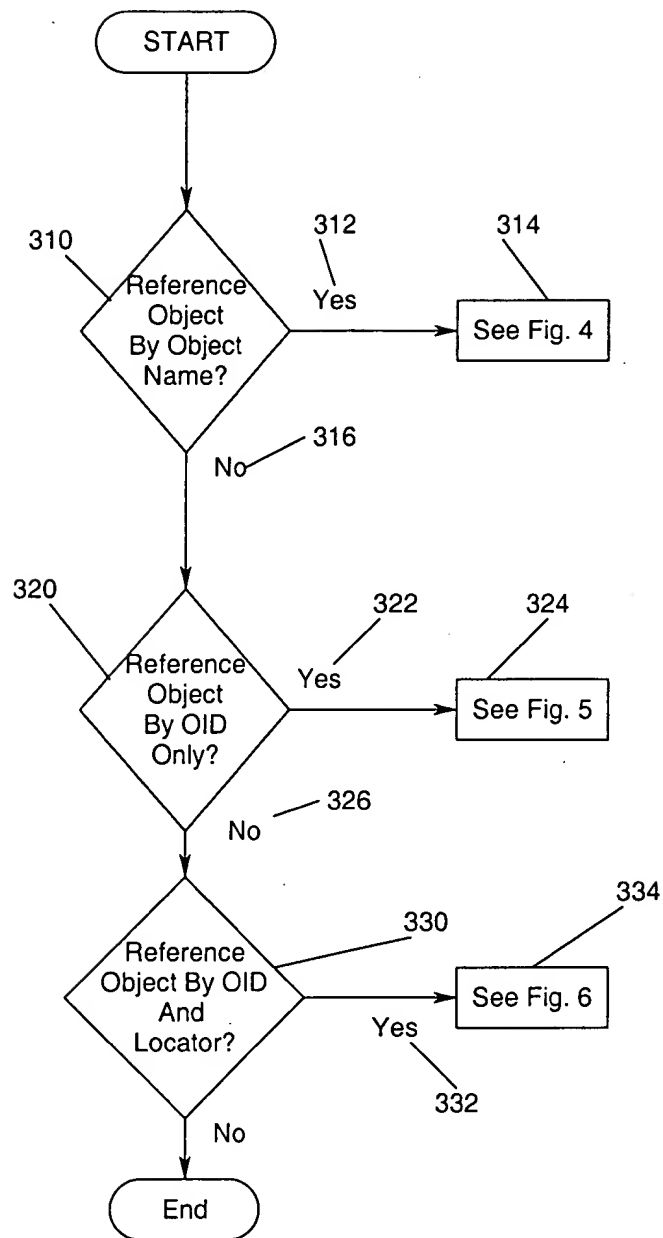 START
310
312
314
Reference
Object
By Object
Name?
Yes
See Fig. 4
No
316
320
322
324
Reference
Object
By OID
Only?
Yes
See Fig. 5
No
326
330
334
Reference
Object By OID
And
Locator?
See Fig. 6
Yes
332
No
End